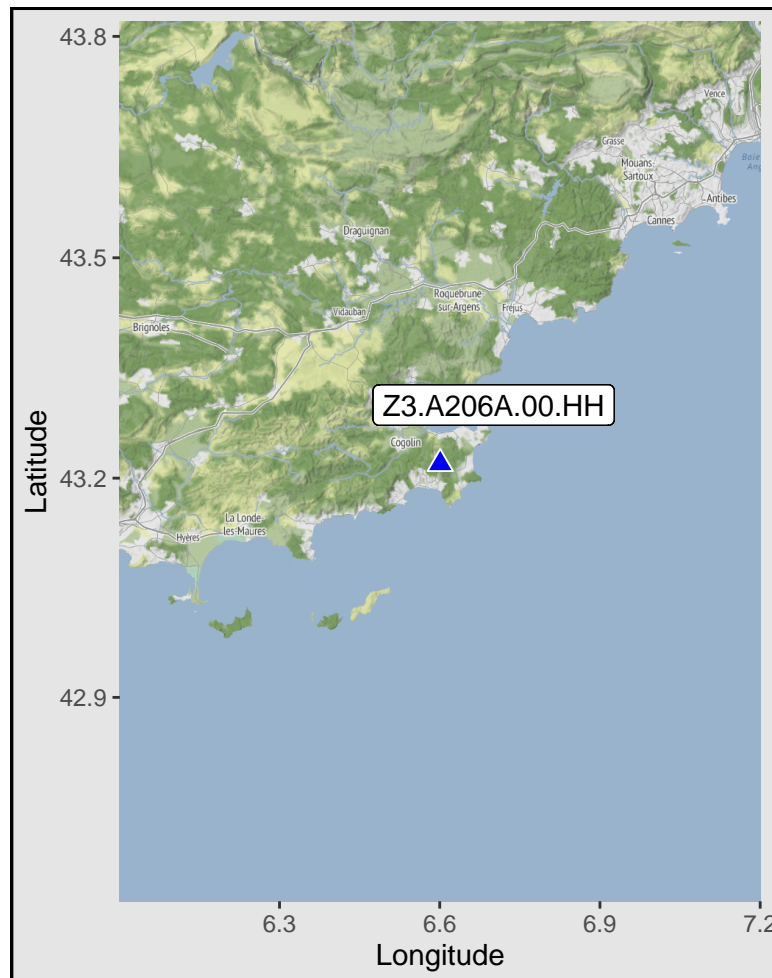 43.8
Vence
Grasse
Baie
Ang
Mouans-
Sartoux
Antibes
Cannes
Draguignan
43.5
Roquebrune-
sur-Argens
Vidauban
Fréjus
Brignoles
Z3.A206A.00.HH
Cogolin
Latitude
43.2
La Londe-
les-Maures
Hyères
42.9
6.3
6.6
6.9
7.2
Longitude